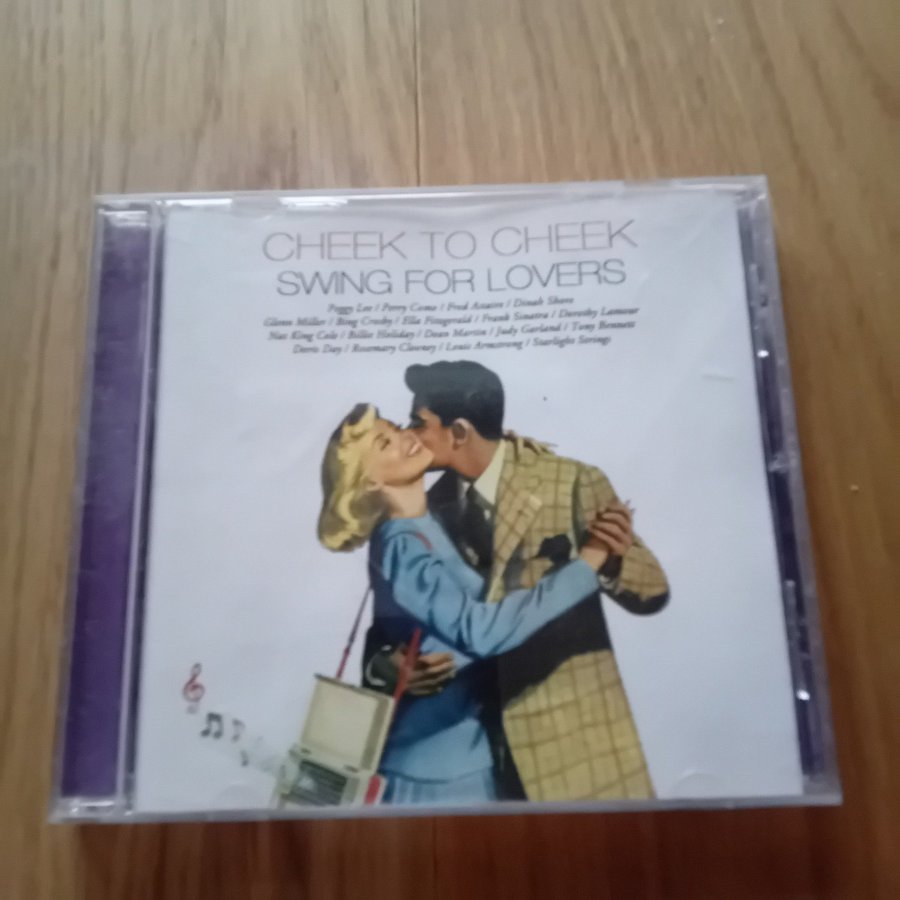 CHEEK TO CHEEK
SWING FOR LOVERS
Peggy Lee / Perry Como / Fred Astaire / Dinah Shore
Glenn Miller / Bing Crosby / Ella Fitzgerald / Frank Sinatra / Dorothy Lamour
Nat King Cole / Billie Holiday / Dean Martin / Judy Garland / Tony Bennett
Doris Day / Rosemary Clooney / Louis Armstrong / Starlight Strings